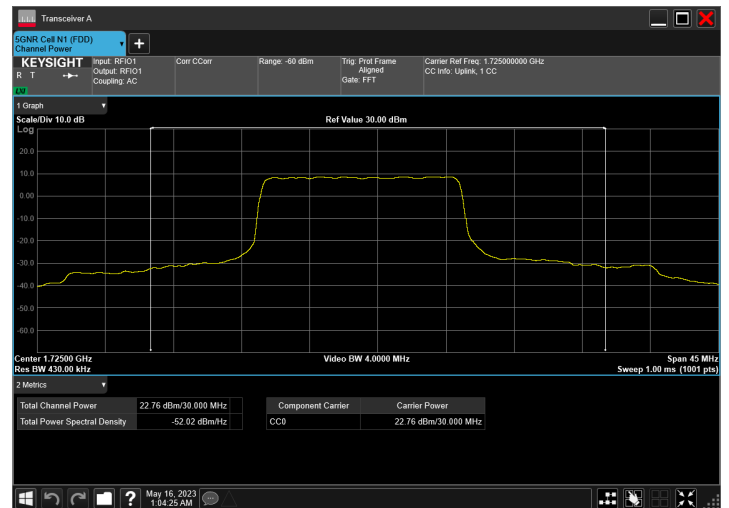 Transceiver A
5GNR Cell N1 (FDD)
Channel Power
KEYSIGHT
R T
LXI
Input: RFIO1
Output: RFIO1
Coupling: AC
Corr CCorr
Range: -60 dBm
Trig: Prot Frame
Aligned
Gate: FFT
Carrier Ref Freq: 1.725000000 GHz
CC Info: Uplink, 1 CC
1 Graph
Scale/Div 10.0 dB
Ref Value 30.00 dBm
Log
20.0
10.0
0.00
-10.0
-20.0
-30.0
-40.0
-50.0
-60.0
Center 1.72500 GHz
Video BW 4.0000 MHz
Span 45 MHz
Res BW 430.00 kHz
Sweep 1.00 ms (1001 pts)
2 Metrics
Total Channel Power 22.76 dBm/30.000 MHz
Total Power Spectral Density -52.02 dBm/Hz
Component Carrier Carrier Power
CC0 22.76 dBm/30.000 MHz
?
May 16, 2023
1:04:25 AM